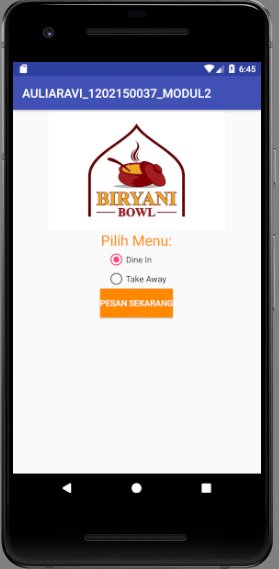 6:45
AULIARAVI_1202150037_MODUL2
BIRYANI
BOWL
Pilih Menu:
Dine In
Take Away
PESAN SEKARANG